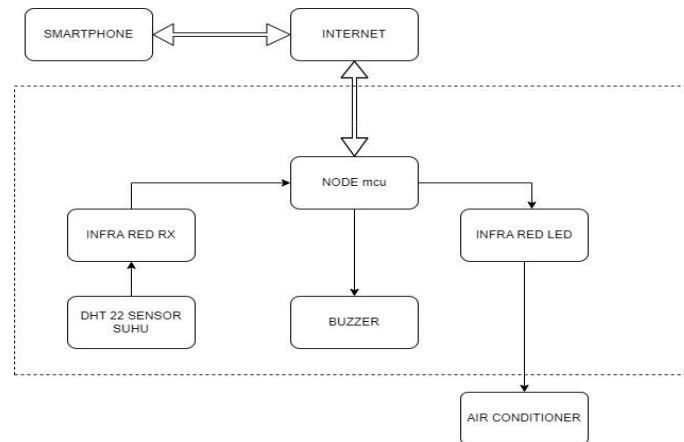 SMARTPHONE
INTERNET
NODE mcu
INFRA RED RX
INFRA RED LED
DHT 22 SENSOR
SUHU
BUZZER
AIR CONDITIONER